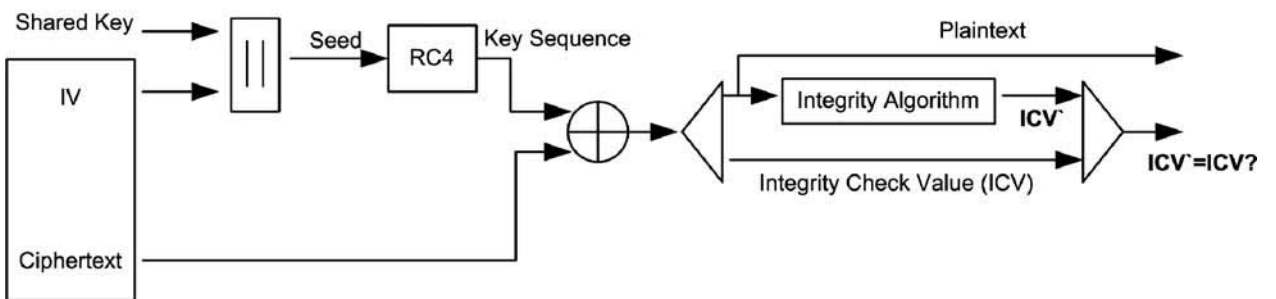 Shared Key
IV
Ciphertext
||
Seed
RC4
Key Sequence
Plaintext
Integrity Algorithm
ICV`
Integrity Check Value (ICV)
ICV`=ICV?